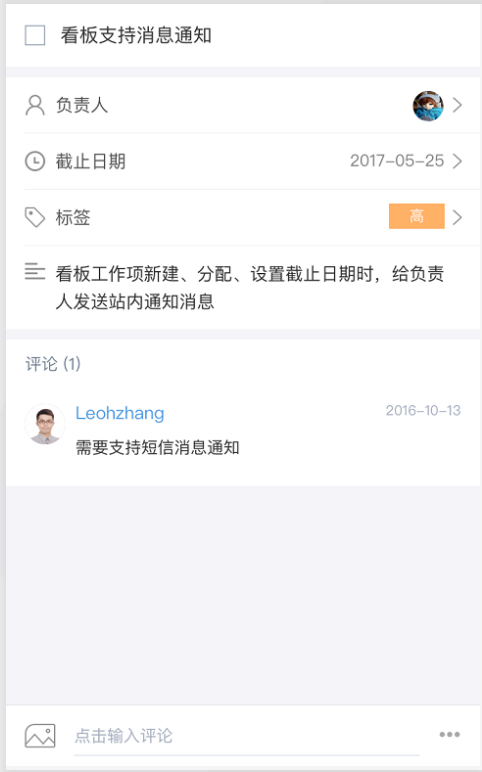 看板支持消息通知
负责人
截止日期 2017-05-25
标签 高
看板工作项新建、分配、设置截止日期时，给负责
人发送站内通知消息
评论 (1)
Leohzhang 2016-10-13
需要支持短信消息通知
点击输入评论